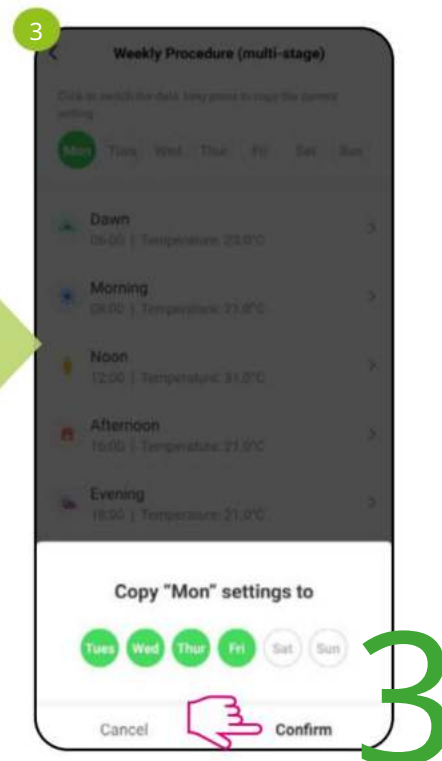 3
Weekly Procedure (multi-stage)
Click to switch the date, long press to copy the current
setting
Mon Tues Wed Thur Fri Sat Sun
Dawn
06:00 | Temperature: 23.0°C
Morning
08:00 | Temperature: 21.0°C
Noon
12:00 | Temperature: 31.0°C
Afternoon
16:00 | Temperature: 21.0°C
Evening
18:00 | Temperature: 21.0°C
Copy "Mon" settings to
Tues Wed Thur Fri Sat Sun
Cancel Confirm
3